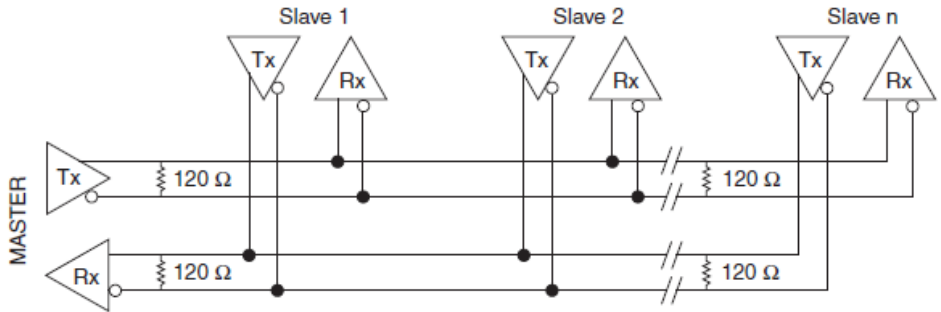 Slave 1 Slave 2 Slave n
Tx Rx Tx Rx Tx Rx
Tx 120 Ω 120 Ω
MASTER
Rx 120 Ω 120 Ω